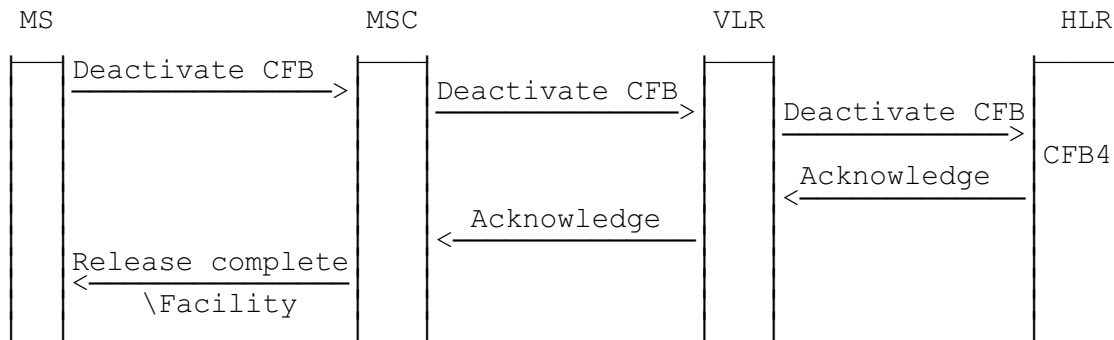 MS MSC VLR HLR
Deactivate CFB
Deactivate CFB
Deactivate CFB
CFB4
Acknowledge
Acknowledge
Release complete
\Facility